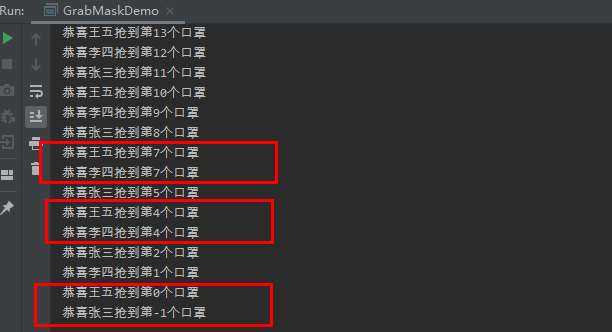 Run: GrabMaskDemo
恭喜王五抢到第13个口罩
恭喜李四抢到第12个口罩
恭喜张三抢到第11个口罩
恭喜王五抢到第10个口罩
恭喜李四抢到第9个口罩
恭喜张三抢到第8个口罩
恭喜王五抢到第7个口罩
恭喜李四抢到第7个口罩
恭喜张三抢到第5个口罩
恭喜王五抢到第4个口罩
恭喜李四抢到第4个口罩
恭喜张三抢到第2个口罩
恭喜李四抢到第1个口罩
恭喜王五抢到第0个口罩
恭喜张三抢到第-1个口罩